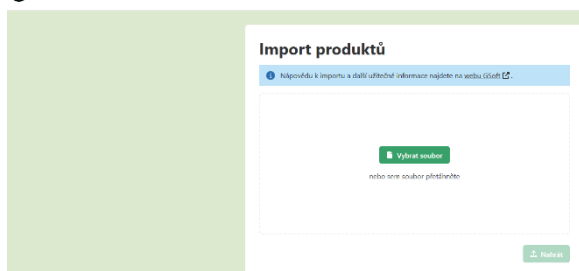 Import produktů
Nápovědu k importu a další užitečné informace najdete na webu GSoft.
Vybrat soubor
nebo sem soubor přetáhněte
Nahrát